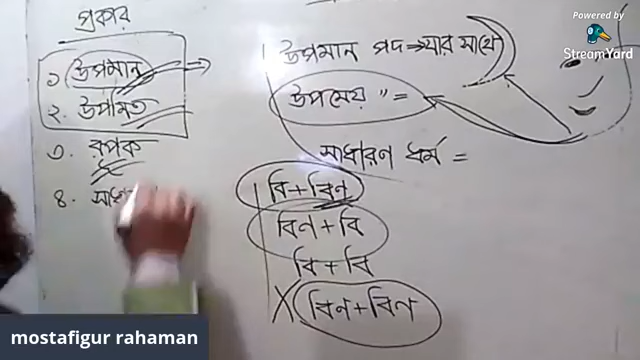 প্রকার
১. উপমান
২. উপমিত
৩. রূপক
৪.
উপমান পদ ⇒ যার সাথে
উপমেয় " =
সাধারণ ধর্ম =
বি + বিণ
বিণ + বি
বি + বি
X বিণ + বিণ
Powered by
StreamYard
mostafigur rahaman